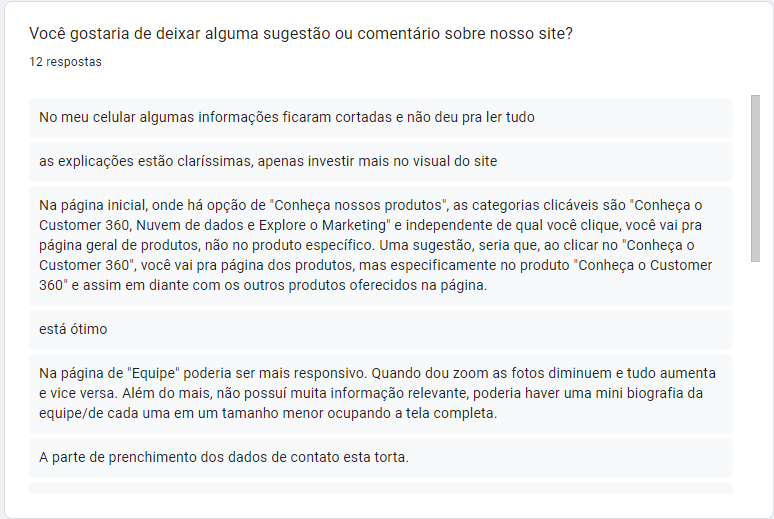 Você gostaria de deixar alguma sugestão ou comentário sobre nosso site?
12 respostas
No meu celular algumas informações ficaram cortadas e não deu pra ler tudo
as explicações estão claríssimas, apenas investir mais no visual do site
Na página inicial, onde há opção de "Conheça nossos produtos", as categorias clicáveis são "Conheça o
Customer 360, Nuvem de dados e Explore o Marketing" e independente de qual você clique, você vai pra
página geral de produtos, não no produto específico. Uma sugestão, seria que, ao clicar no "Conheça o
Customer 360", você vai pra página dos produtos, mas especificamente no produto "Conheça o Customer
360" e assim em diante com os outros produtos oferecidos na página.
está ótimo
Na página de "Equipe" poderia ser mais responsivo. Quando dou zoom as fotos diminuem e tudo aumenta
e vice versa. Além do mais, não possuí muita informação relevante, poderia haver uma mini biografia da
equipe/de cada uma em um tamanho menor ocupando a tela completa.
A parte de prenchimento dos dados de contato esta torta.